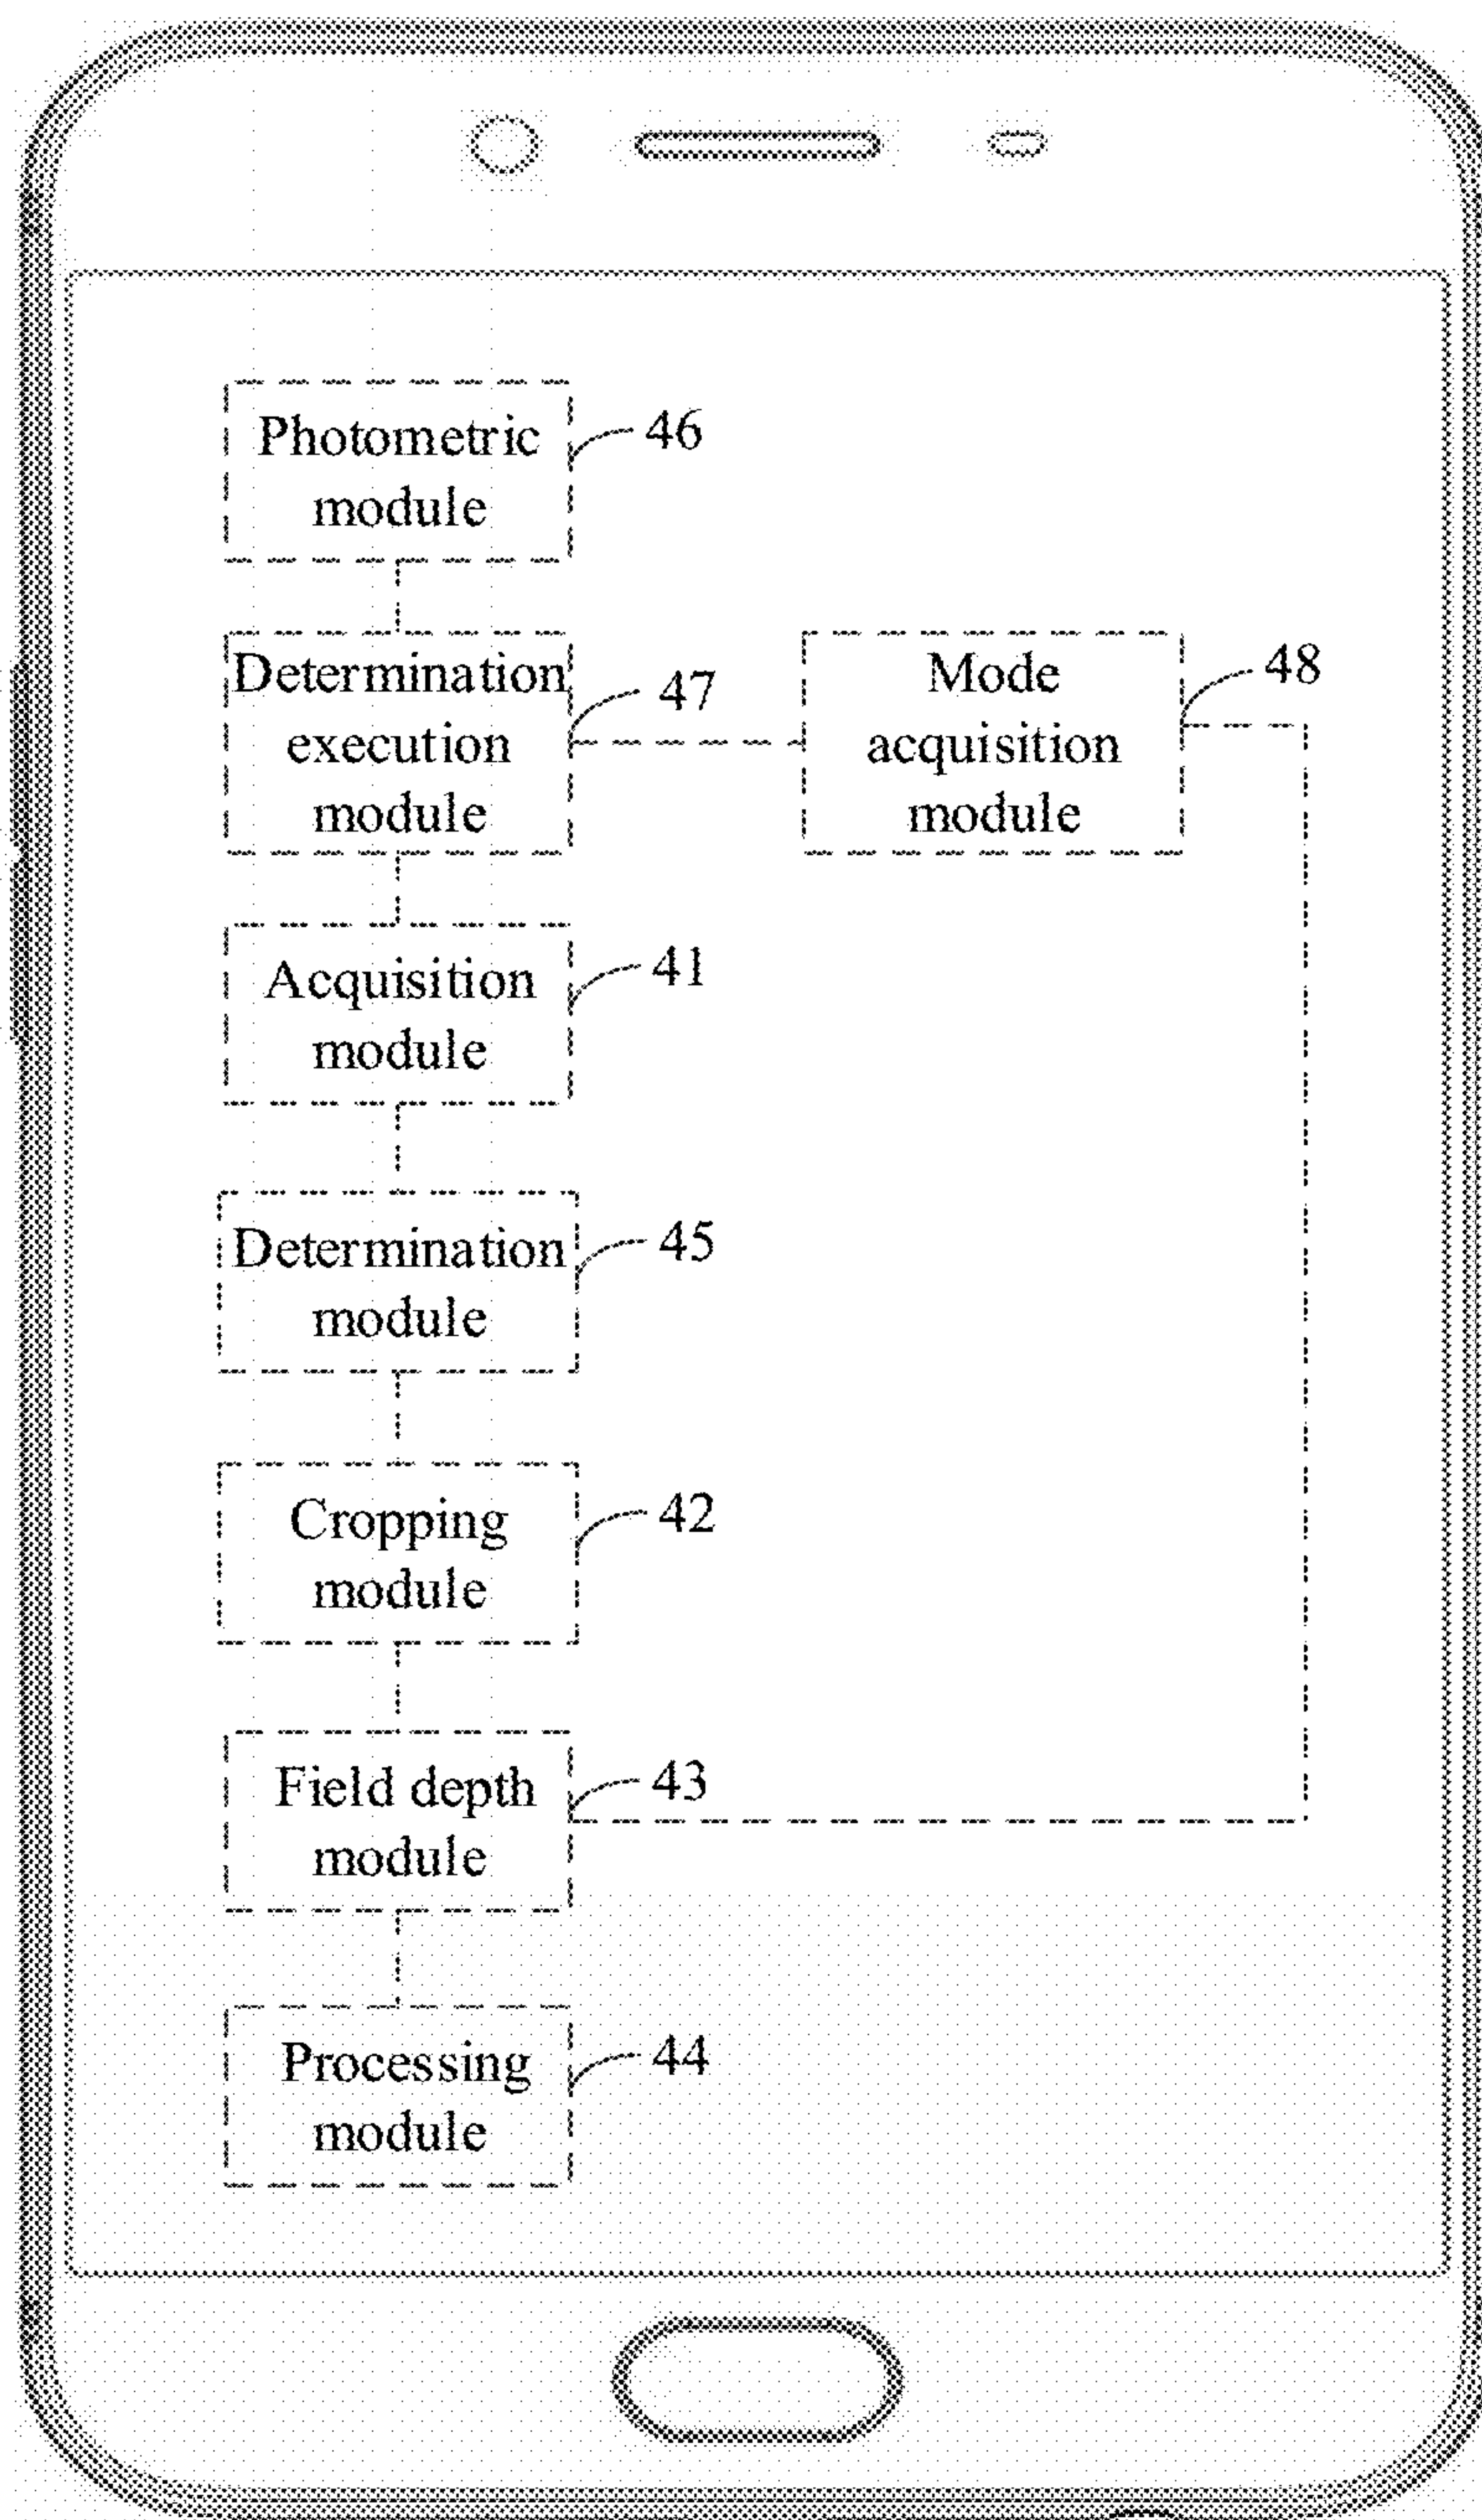 Photometric
module
46
Determination
execution
module
47
Mode
acquisition
module
48
Acquisition
module
41
Determination
module
45
Cropping
module
42
Field depth
module
43
Processing
module
44